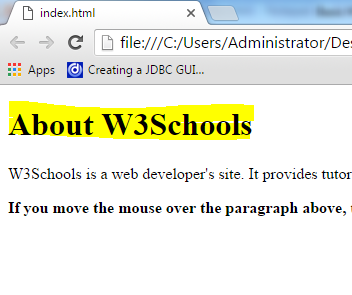 index.html
file:///C:/Users/Administrator/Des
Apps Creating a JDBC GUI...
About W3Schools
W3Schools is a web developer's site. It provides tutor
If you move the mouse over the paragraph above,